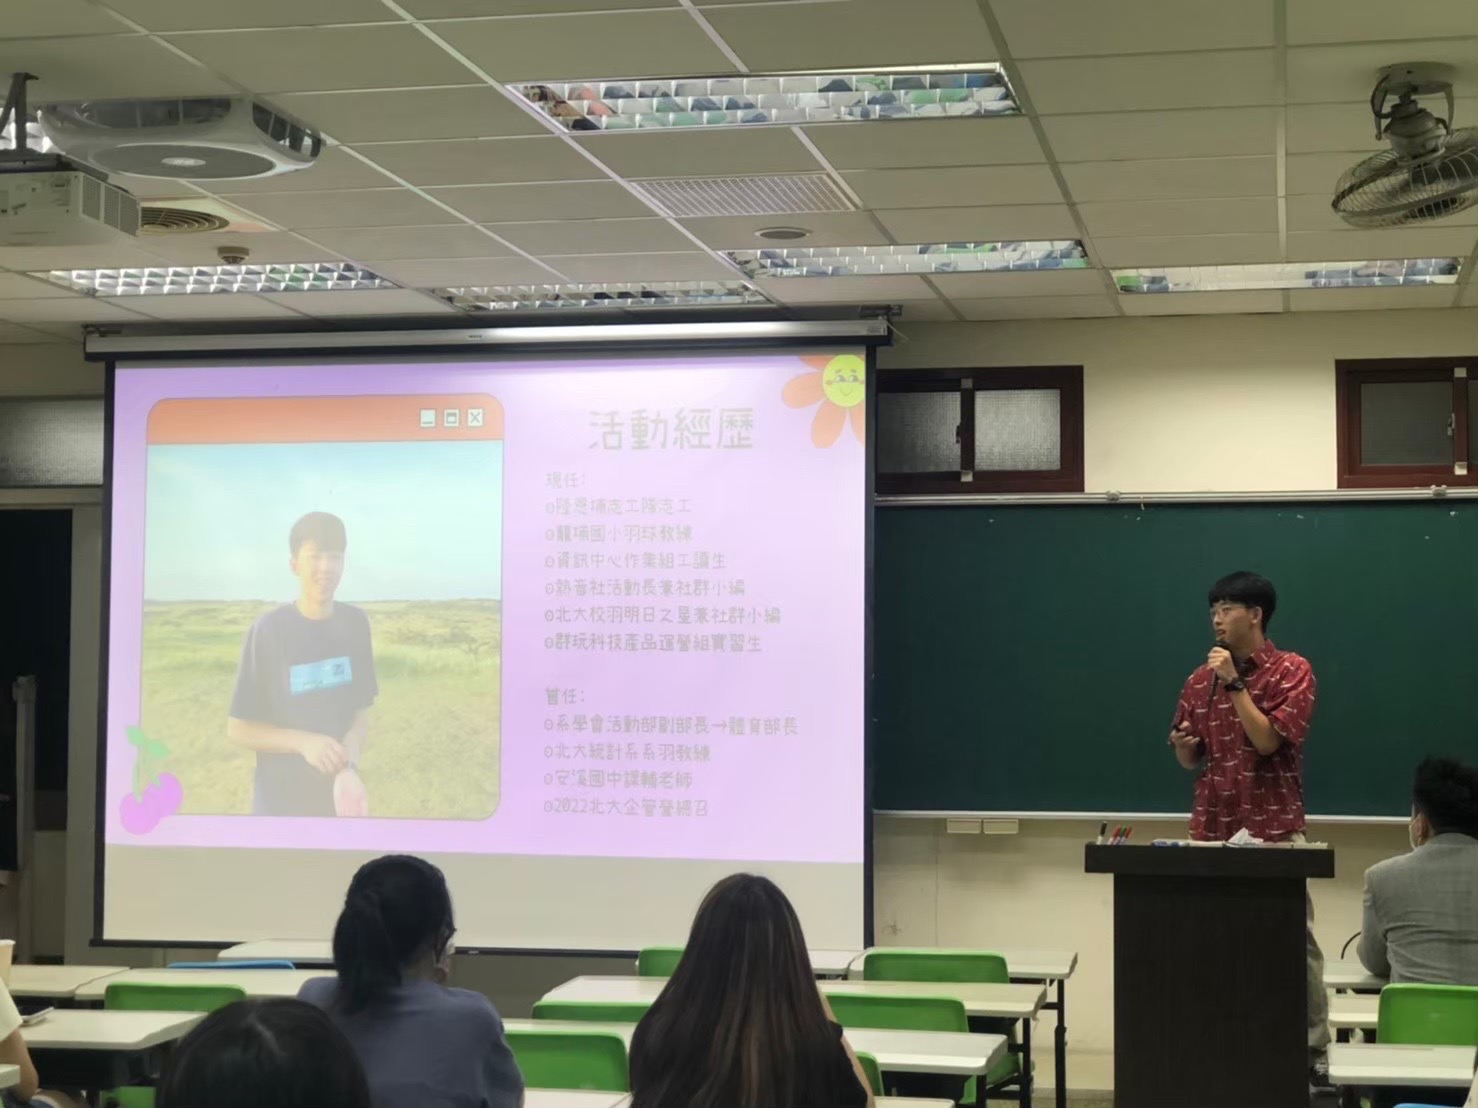 活動經歷
現任:
隆恩埔志工隊志工
龍埔國小羽球教練
資訊中心作業組工讀生
熱音社活動長兼社群小編
北大校羽明日之星兼社群小編
群玩科技產品運營組實習生
曾任:
系學會活動部副部長→體育部長
北大統計系系羽教練
安溪國中課輔老師
2022北大企管營總召